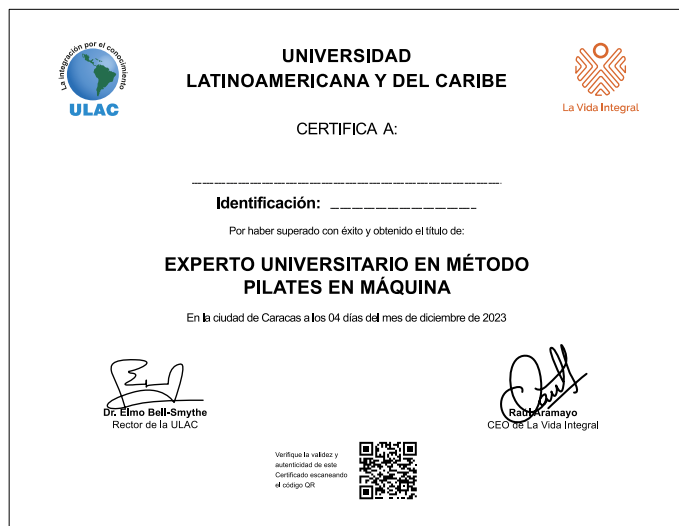 La integración por el conocimiento
ULAC
UNIVERSIDAD
LATINOAMERICANA Y DEL CARIBE
La Vida Integral
CERTIFICA A:
Identificación:
Por haber superado con éxito y obtenido el título de:
EXPERTO UNIVERSITARIO EN MÉTODO
PILATES EN MÁQUINA
En la ciudad de Caracas a los 04 días del mes de diciembre de 2023
Dr. Elmo Bell-Smythe
Rector de la ULAC
Raúl Aramayo
CEO de La Vida Integral
Verifique la validez y
autenticidad de este
Certificado escaneando
el código QR